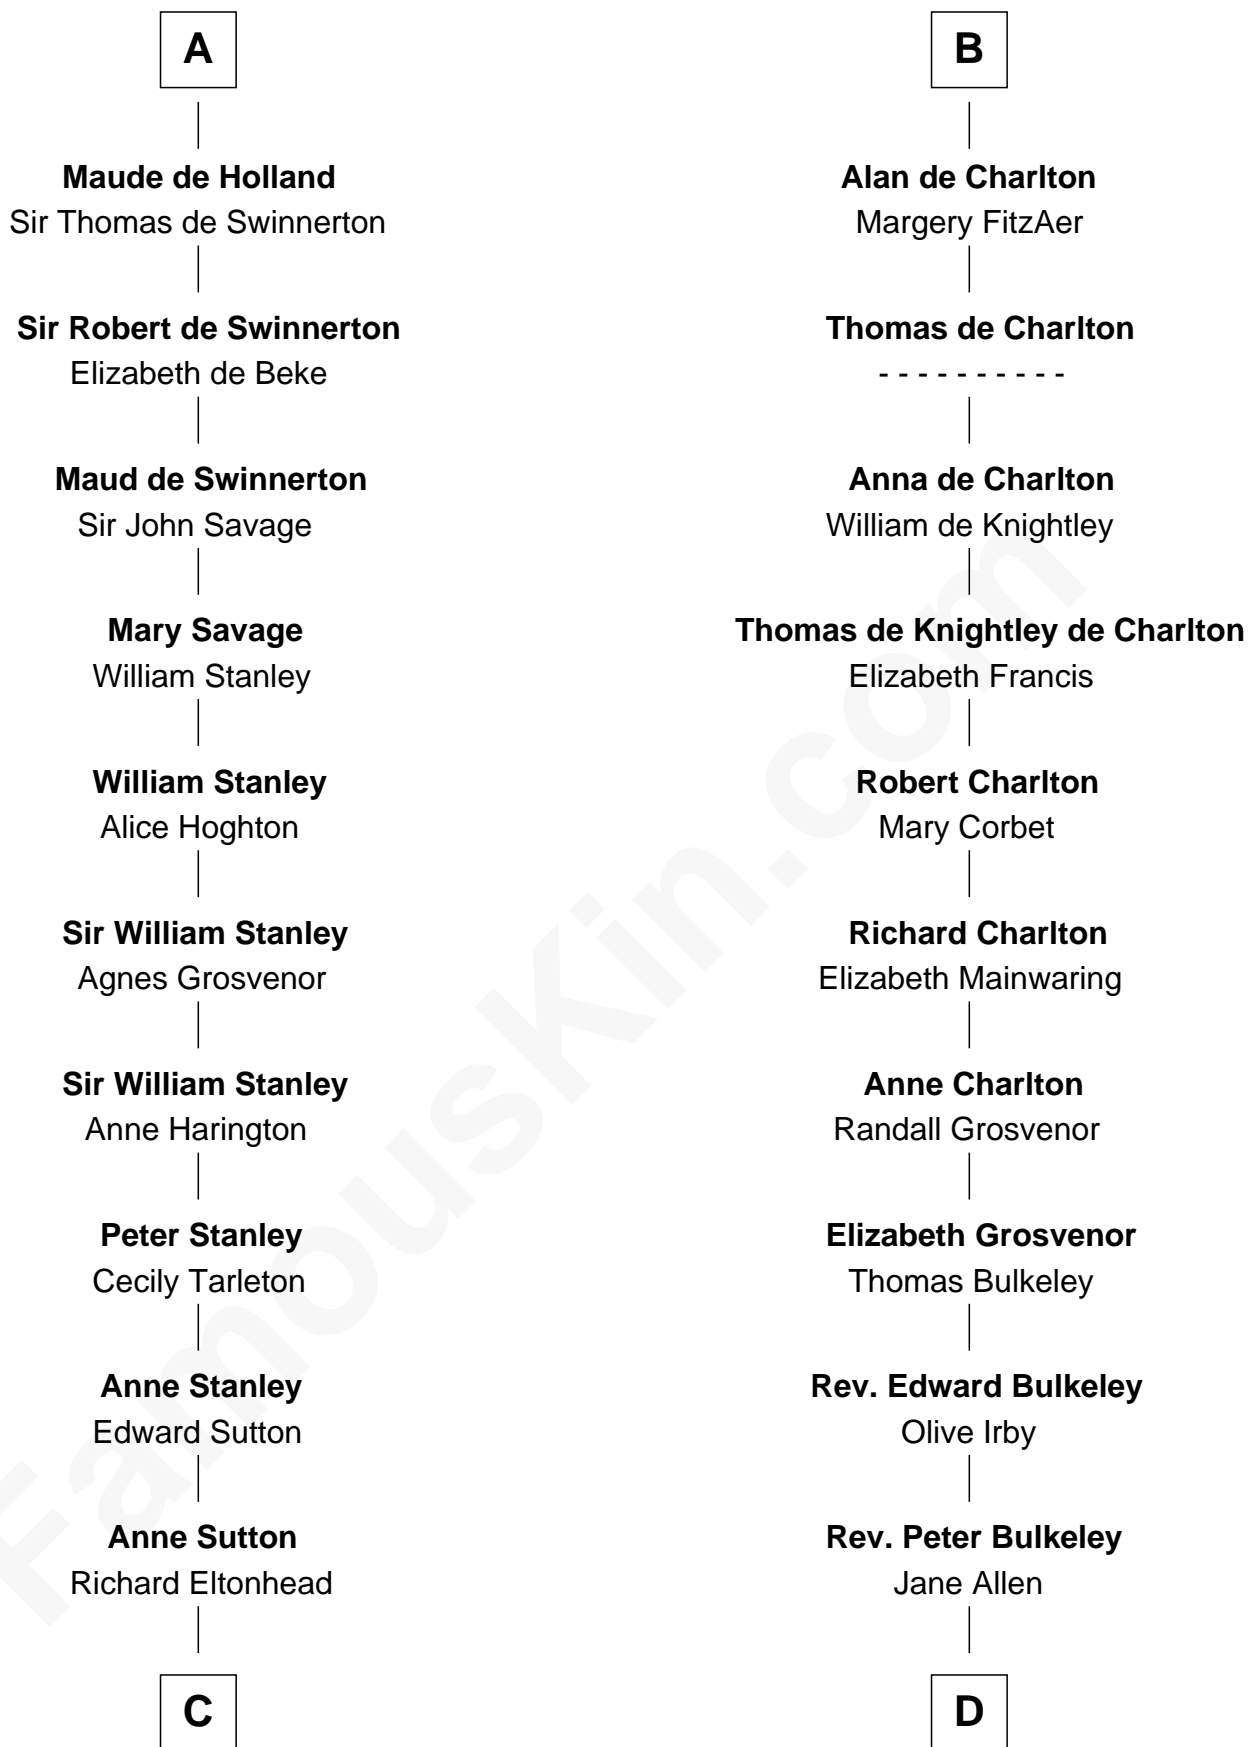 A
Maude de Holland
Sir Thomas de Swinnerton
Sir Robert de Swinnerton
Elizabeth de Beke
Maud de Swinnerton
Sir John Savage
Mary Savage
William Stanley
William Stanley
Alice Hoghton
Sir William Stanley
Agnes Grosvenor
Sir William Stanley
Anne Harington
Peter Stanley
Cecily Tarleton
Anne Stanley
Edward Sutton
Anne Sutton
Richard Eltonhead
C
B
Alan de Charlton
Margery FitzAer
Thomas de Charlton
- - - - - - - - - -
Anna de Charlton
William de Knightley
Thomas de Knightley de Charlton
Elizabeth Francis
Robert Charlton
Mary Corbet
Richard Charlton
Elizabeth Mainwaring
Anne Charlton
Randall Grosvenor
Elizabeth Grosvenor
Thomas Bulkeley
Rev. Edward Bulkeley
Olive Irby
Rev. Peter Bulkeley
Jane Allen
D
FamousKin.com